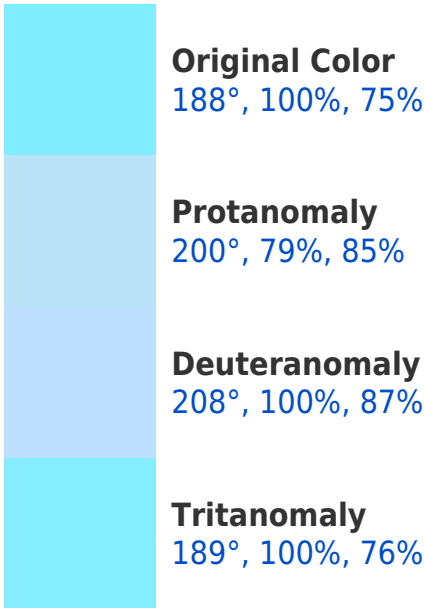 Original Color
188°, 100%, 75%
Protanomaly
200°, 79%, 85%
Deuteranomaly
208°, 100%, 87%
Tritanomaly
189°, 100%, 76%